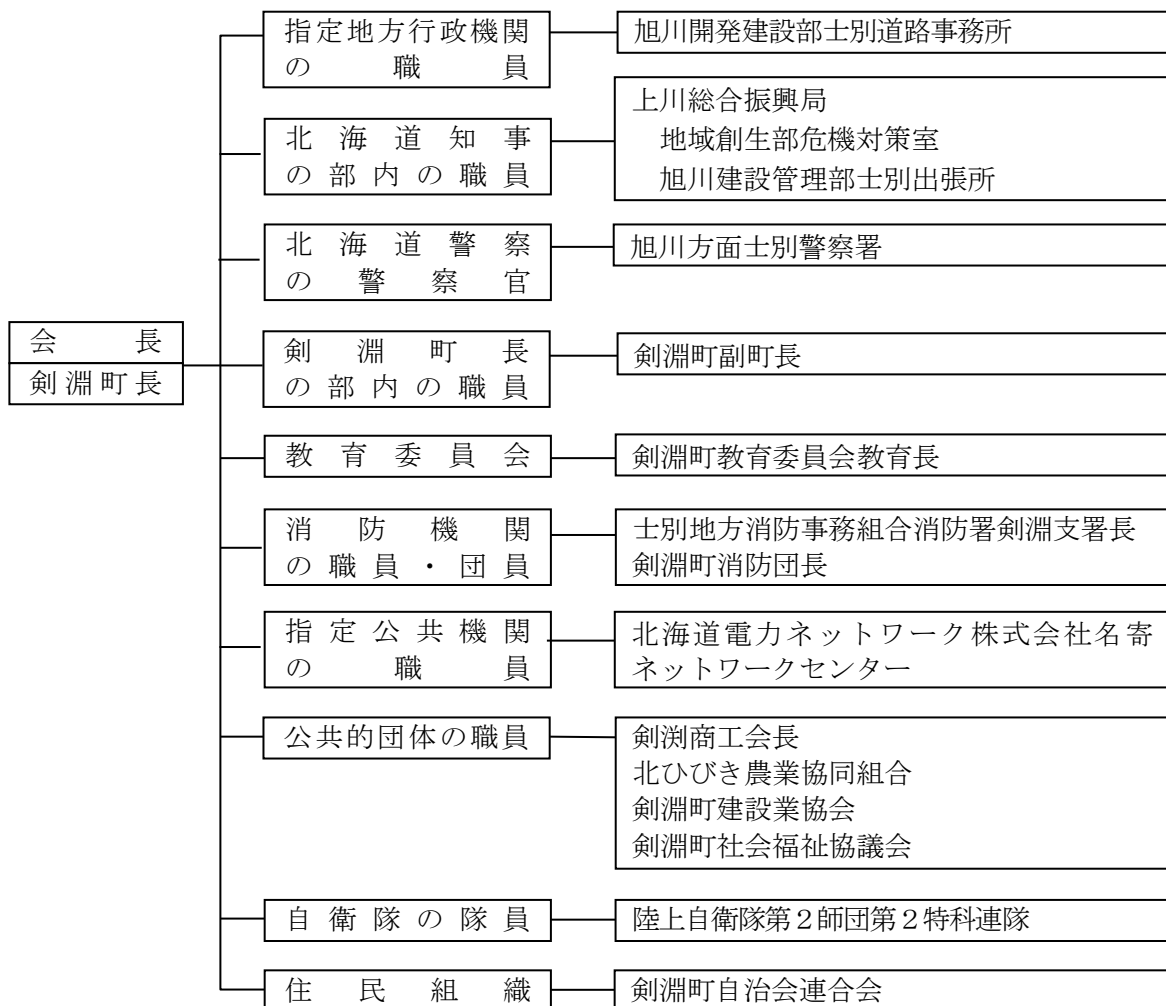 指定地方行政機関
の職員
旭川開発建設部士別道路事務所
北海道知事
の部内の職員
上川総合振興局
地域創生部危機対策室
旭川建設管理部士別出張所
北海道警察
の警察官
旭川方面士別警察署
会長
剣淵町長
剣淵町長
の部内の職員
剣淵町副町長
教育委員会
剣淵町教育委員会教育長
消防機関
の職員・団員
士別地方消防事務組合消防署剣淵支署長
剣淵町消防団長
指定公共機関
の職員
北海道電力ネットワーク株式会社名寄
ネットワークセンター
公共的団体の職員
剣渕商工会長
北ひびき農業協同組合
剣淵町建設業協会
剣淵町社会福祉協議会
自衛隊の隊員
陸上自衛隊第２師団第２特科連隊
住民組織
剣淵町自治会連合会